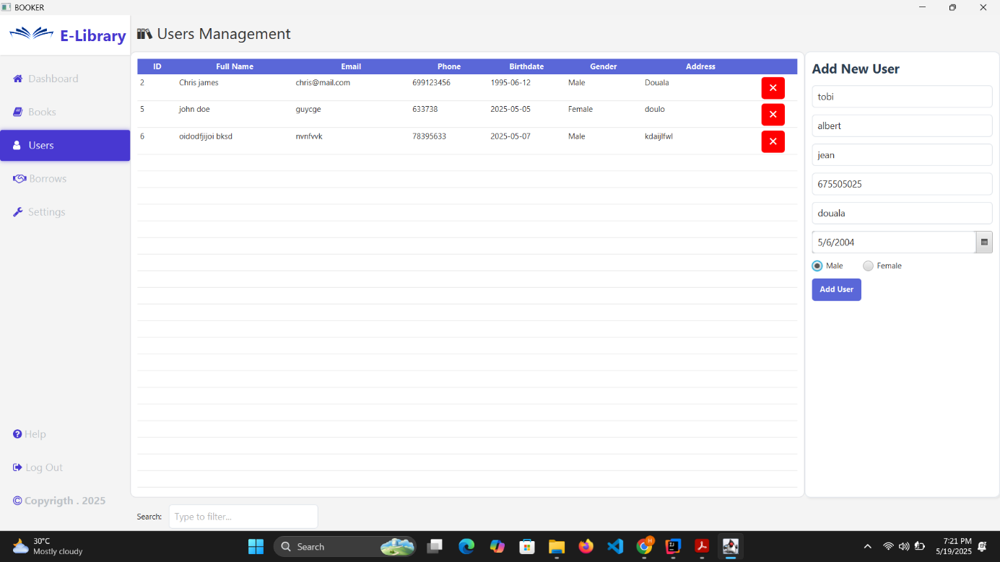 BOOKER
E-Library
Users Management
Dashboard
Books
Users
Borrows
Settings
Help
Log Out
© Copyrigth . 2025
ID Full Name Email Phone Birthdate Gender Address
2 Chris james chris@mail.com 699123456 1995-06-12 Male Douala
5 john doe guycge 633738 2025-05-05 Female doulo
6 oidodfjijoi bksd nvnfvvk 78395633 2025-05-07 Male kdaijlfwl
Search: Type to filter...
Add New User
tobi
albert
jean
675505025
douala
5/6/2004
Male Female
Add User
30°C
Mostly cloudy
Search
H
7:21 PM
5/19/2025